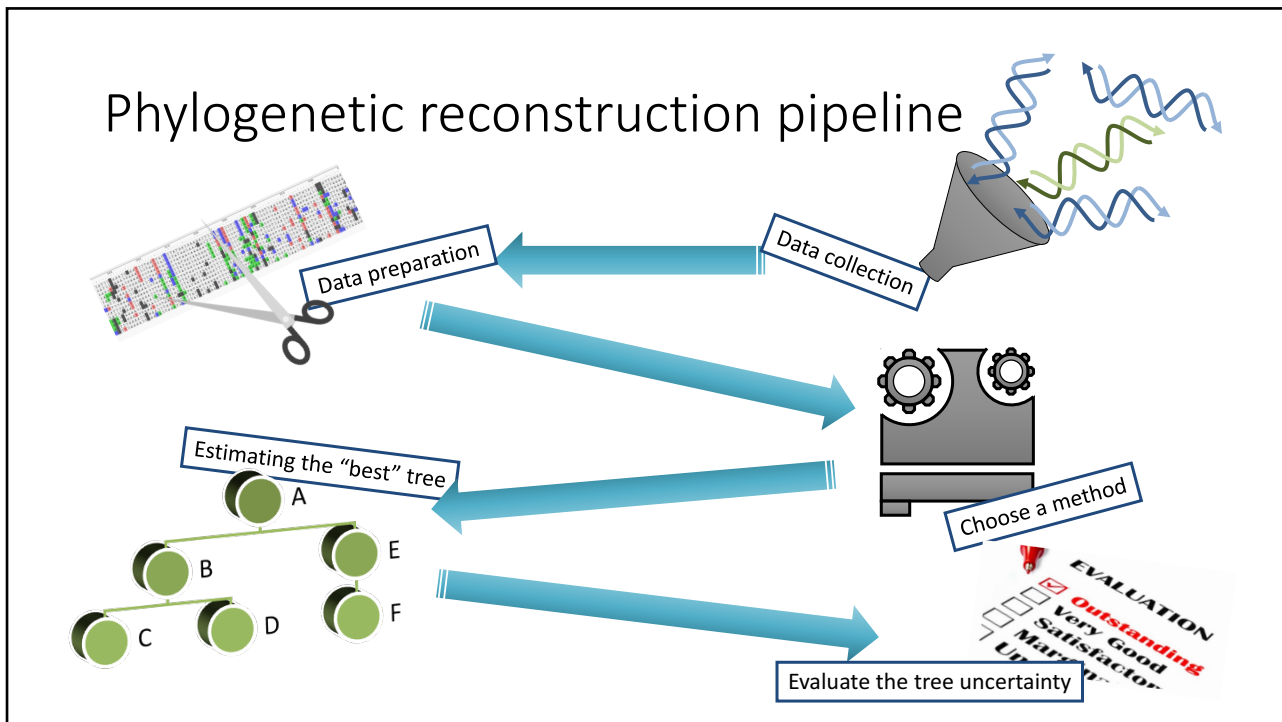 Phylogenetic reconstruction pipeline
Data collection
Data preparation
Choose a method
Estimating the “best” tree
A
B
E
C
D
F
EVALUATION
Outstanding
Very Good
Satisfactor
Evaluate the tree uncertainty